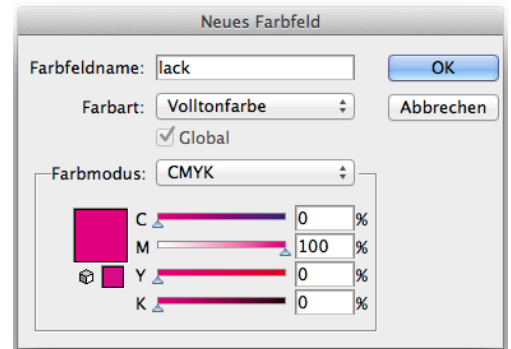 Neues Farbfeld
Farbfeldname: lack
OK
Farbart: Volltonfarbe
Abbrechen
Global
Farbmodus: CMYK
C 0 %
M 100 %
Y 0 %
K 0 %